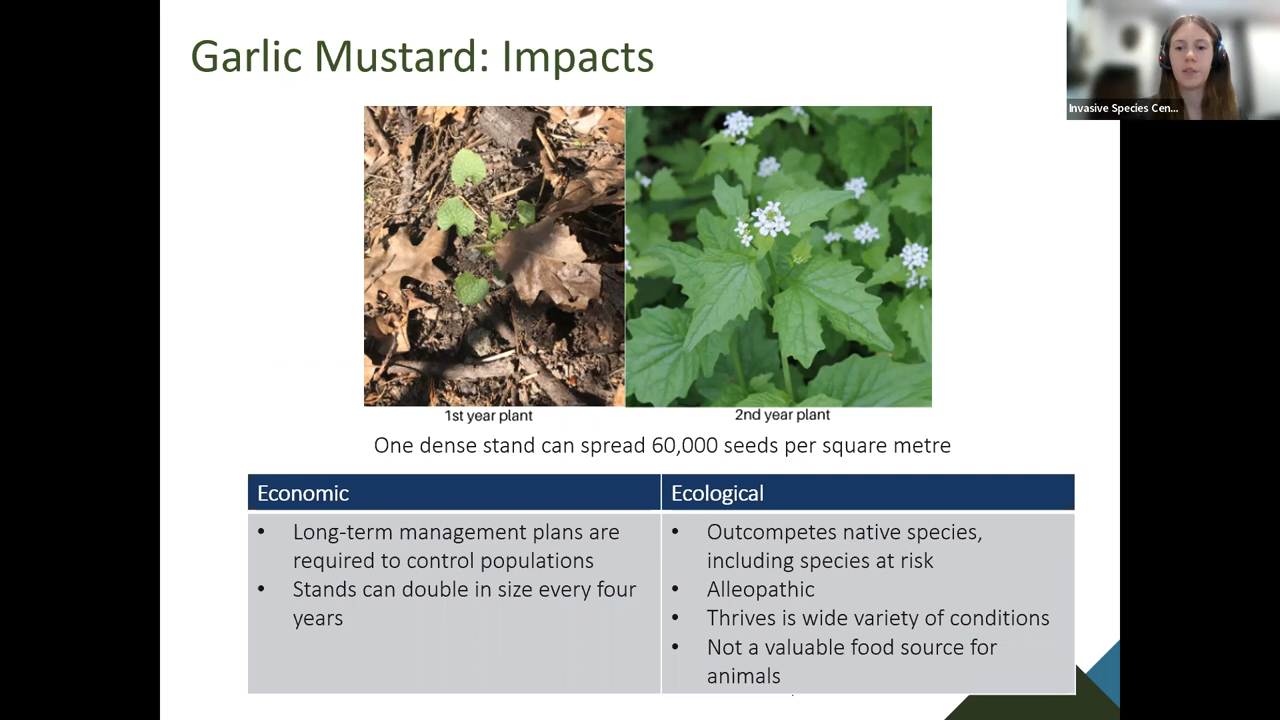 Garlic Mustard: Impacts
Invasive Species Cen...
1st year plant
2nd year plant
One dense stand can spread 60,000 seeds per square metre
Economic
Ecological
• Long-term management plans are
required to control populations
• Stands can double in size every four
years
• Outcompetes native species,
including species at risk
• Alleopathic
• Thrives is wide variety of conditions
• Not a valuable food source for
animals